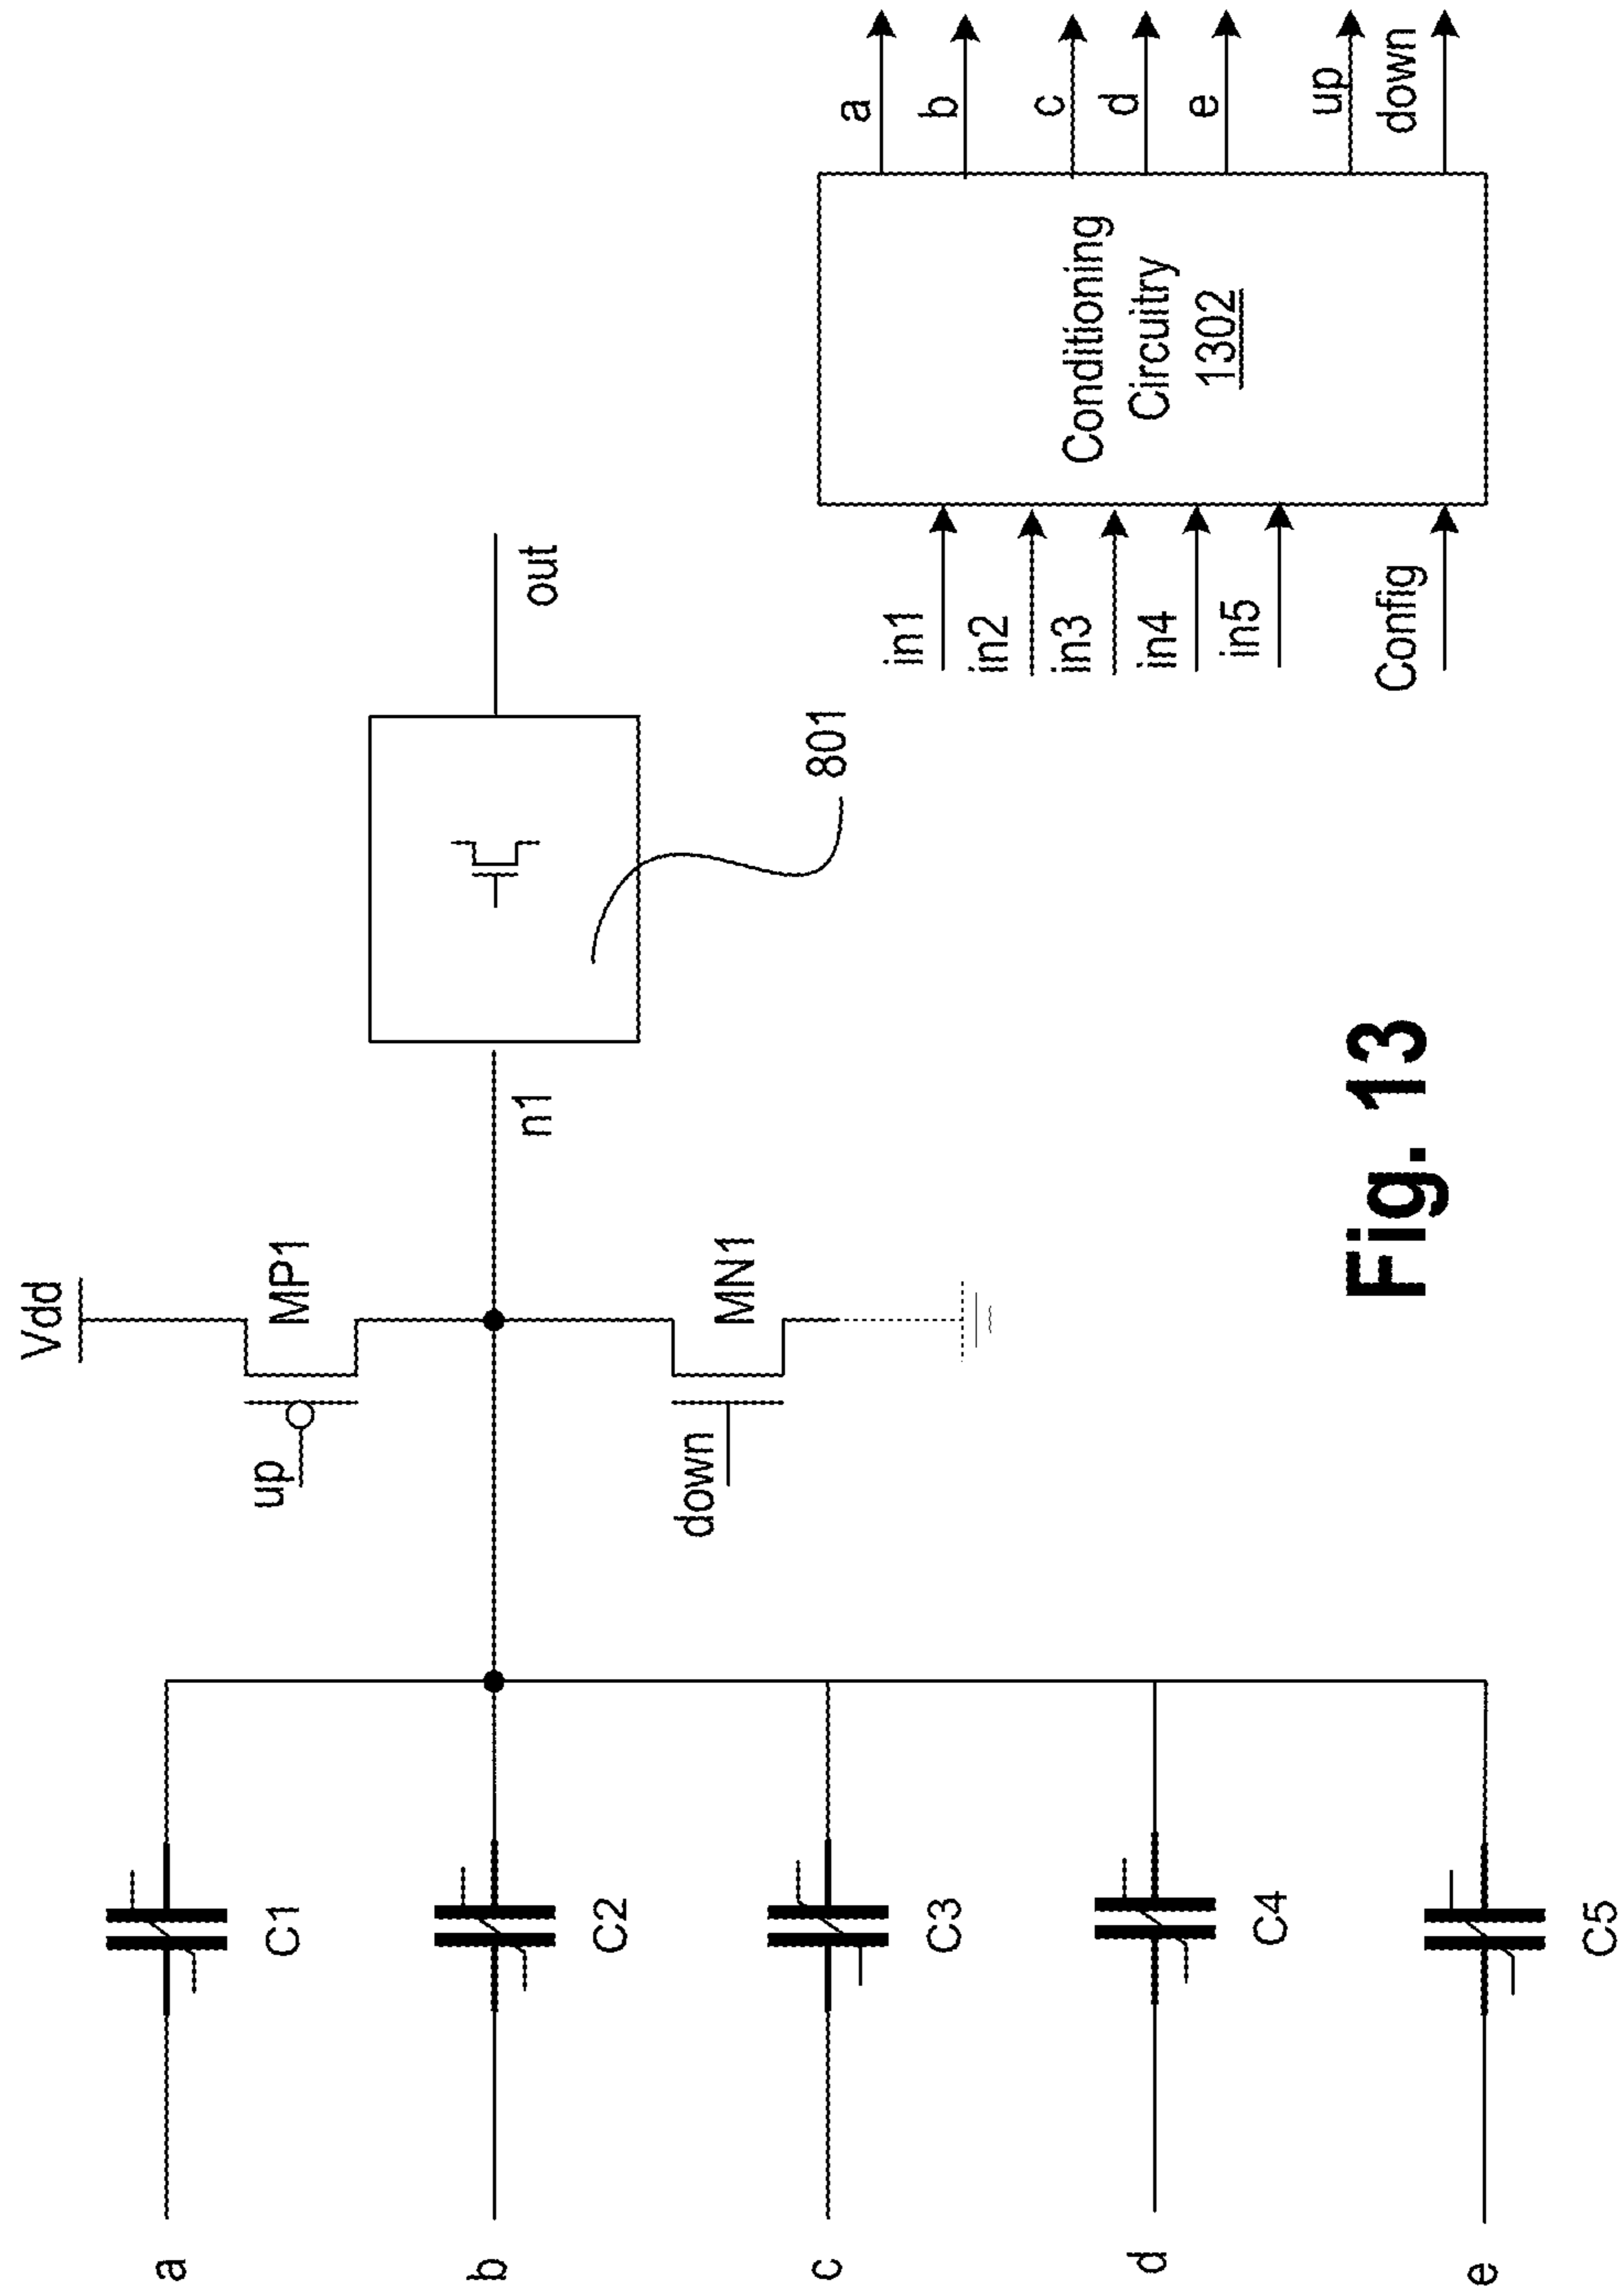 a
C1
b
C2
c
C3
d
C4
e
C5
Vdd
up
MP1
down
MN1
n1
801
out
in1
in2
in3
in4
in5
Config
Conditioning
Circuitry
1302
a
b
c
d
e
up
down
Fig. 13